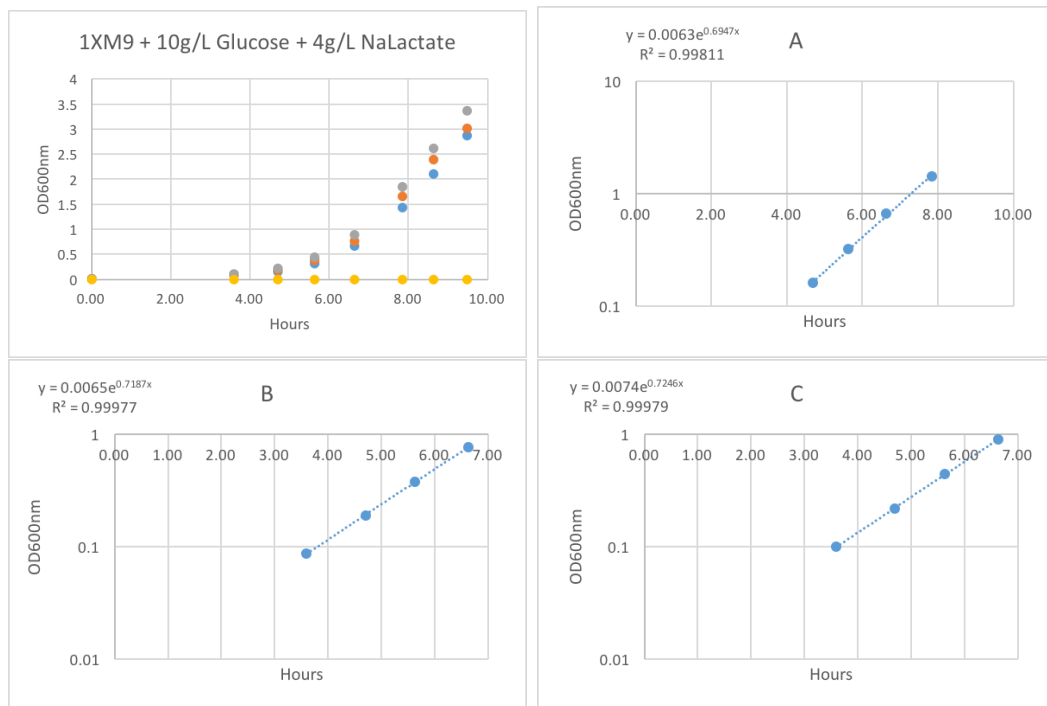 1XM9 + 10g/L Glucose + 4g/L NaLactate
4
3.5
3
2.5
2
1.5
1
0.5
0
0.00 2.00 4.00 6.00 8.00 10.00
OD600nm
Hours
y = 0.0063e^0.6947x
R² = 0.99811
A
10
1
0.1
0.00 2.00 4.00 6.00 8.00 10.00
OD600nm
Hours
y = 0.0065e^0.7187x
R² = 0.99977
B
1
0.1
0.01
0.00 1.00 2.00 3.00 4.00 5.00 6.00 7.00
OD600nm
Hours
y = 0.0074e^0.7246x
R² = 0.99979
C
1
0.1
0.01
0.00 1.00 2.00 3.00 4.00 5.00 6.00 7.00
OD600nm
Hours